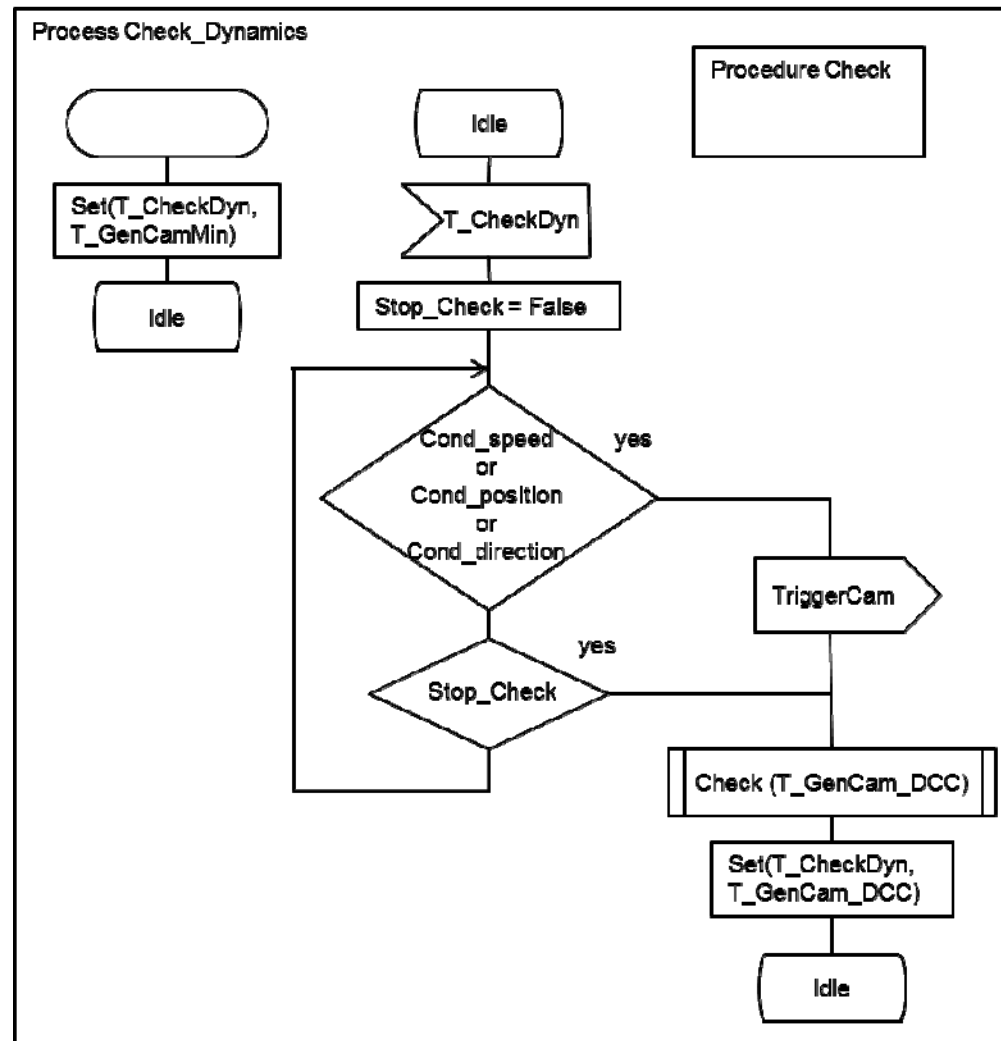 Process Check_Dynamics
Procedure Check
Set(T_CheckDyn,
T_GenCamMin)
Idle
Idle
T_CheckDyn
Stop_Check = False
Cond_speed
or
Cond_position
or
Cond_direction
yes
TriggerCam
Stop_Check
yes
Check (T_GenCam_DCC)
Set(T_CheckDyn,
T_GenCam_DCC)
Idle